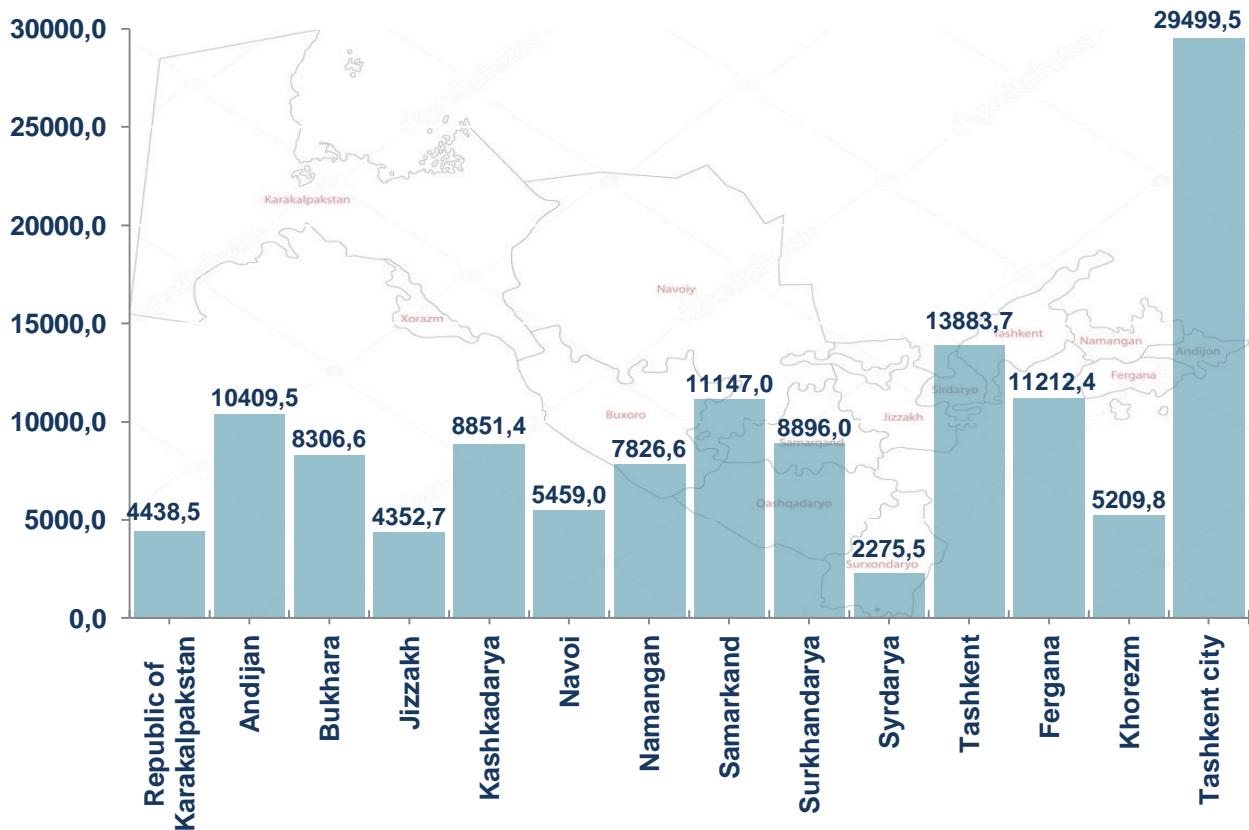 30000,0
25000,0
20000,0
15000,0
10000,0
5000,0
0,0
4438,5
10409,5
8306,6
4352,7
8851,4
5459,0
7826,6
11147,0
8896,0
2275,5
13883,7
11212,4
5209,8
29499,5
Karakalpakstan
Xorazm
Navoiy
Buxoro
Samarqand
Qashqadaryo
Surxondaryo
Jizzakh
Sirdaryo
Tashkent
Namangan
Andijon
Fergana
Republic of
Karakalpakstan
Andijan
Bukhara
Jizzakh
Kashkadarya
Navoi
Namangan
Samarkand
Surkhandarya
Syrdarya
Tashkent
Fergana
Khorezm
Tashkent city